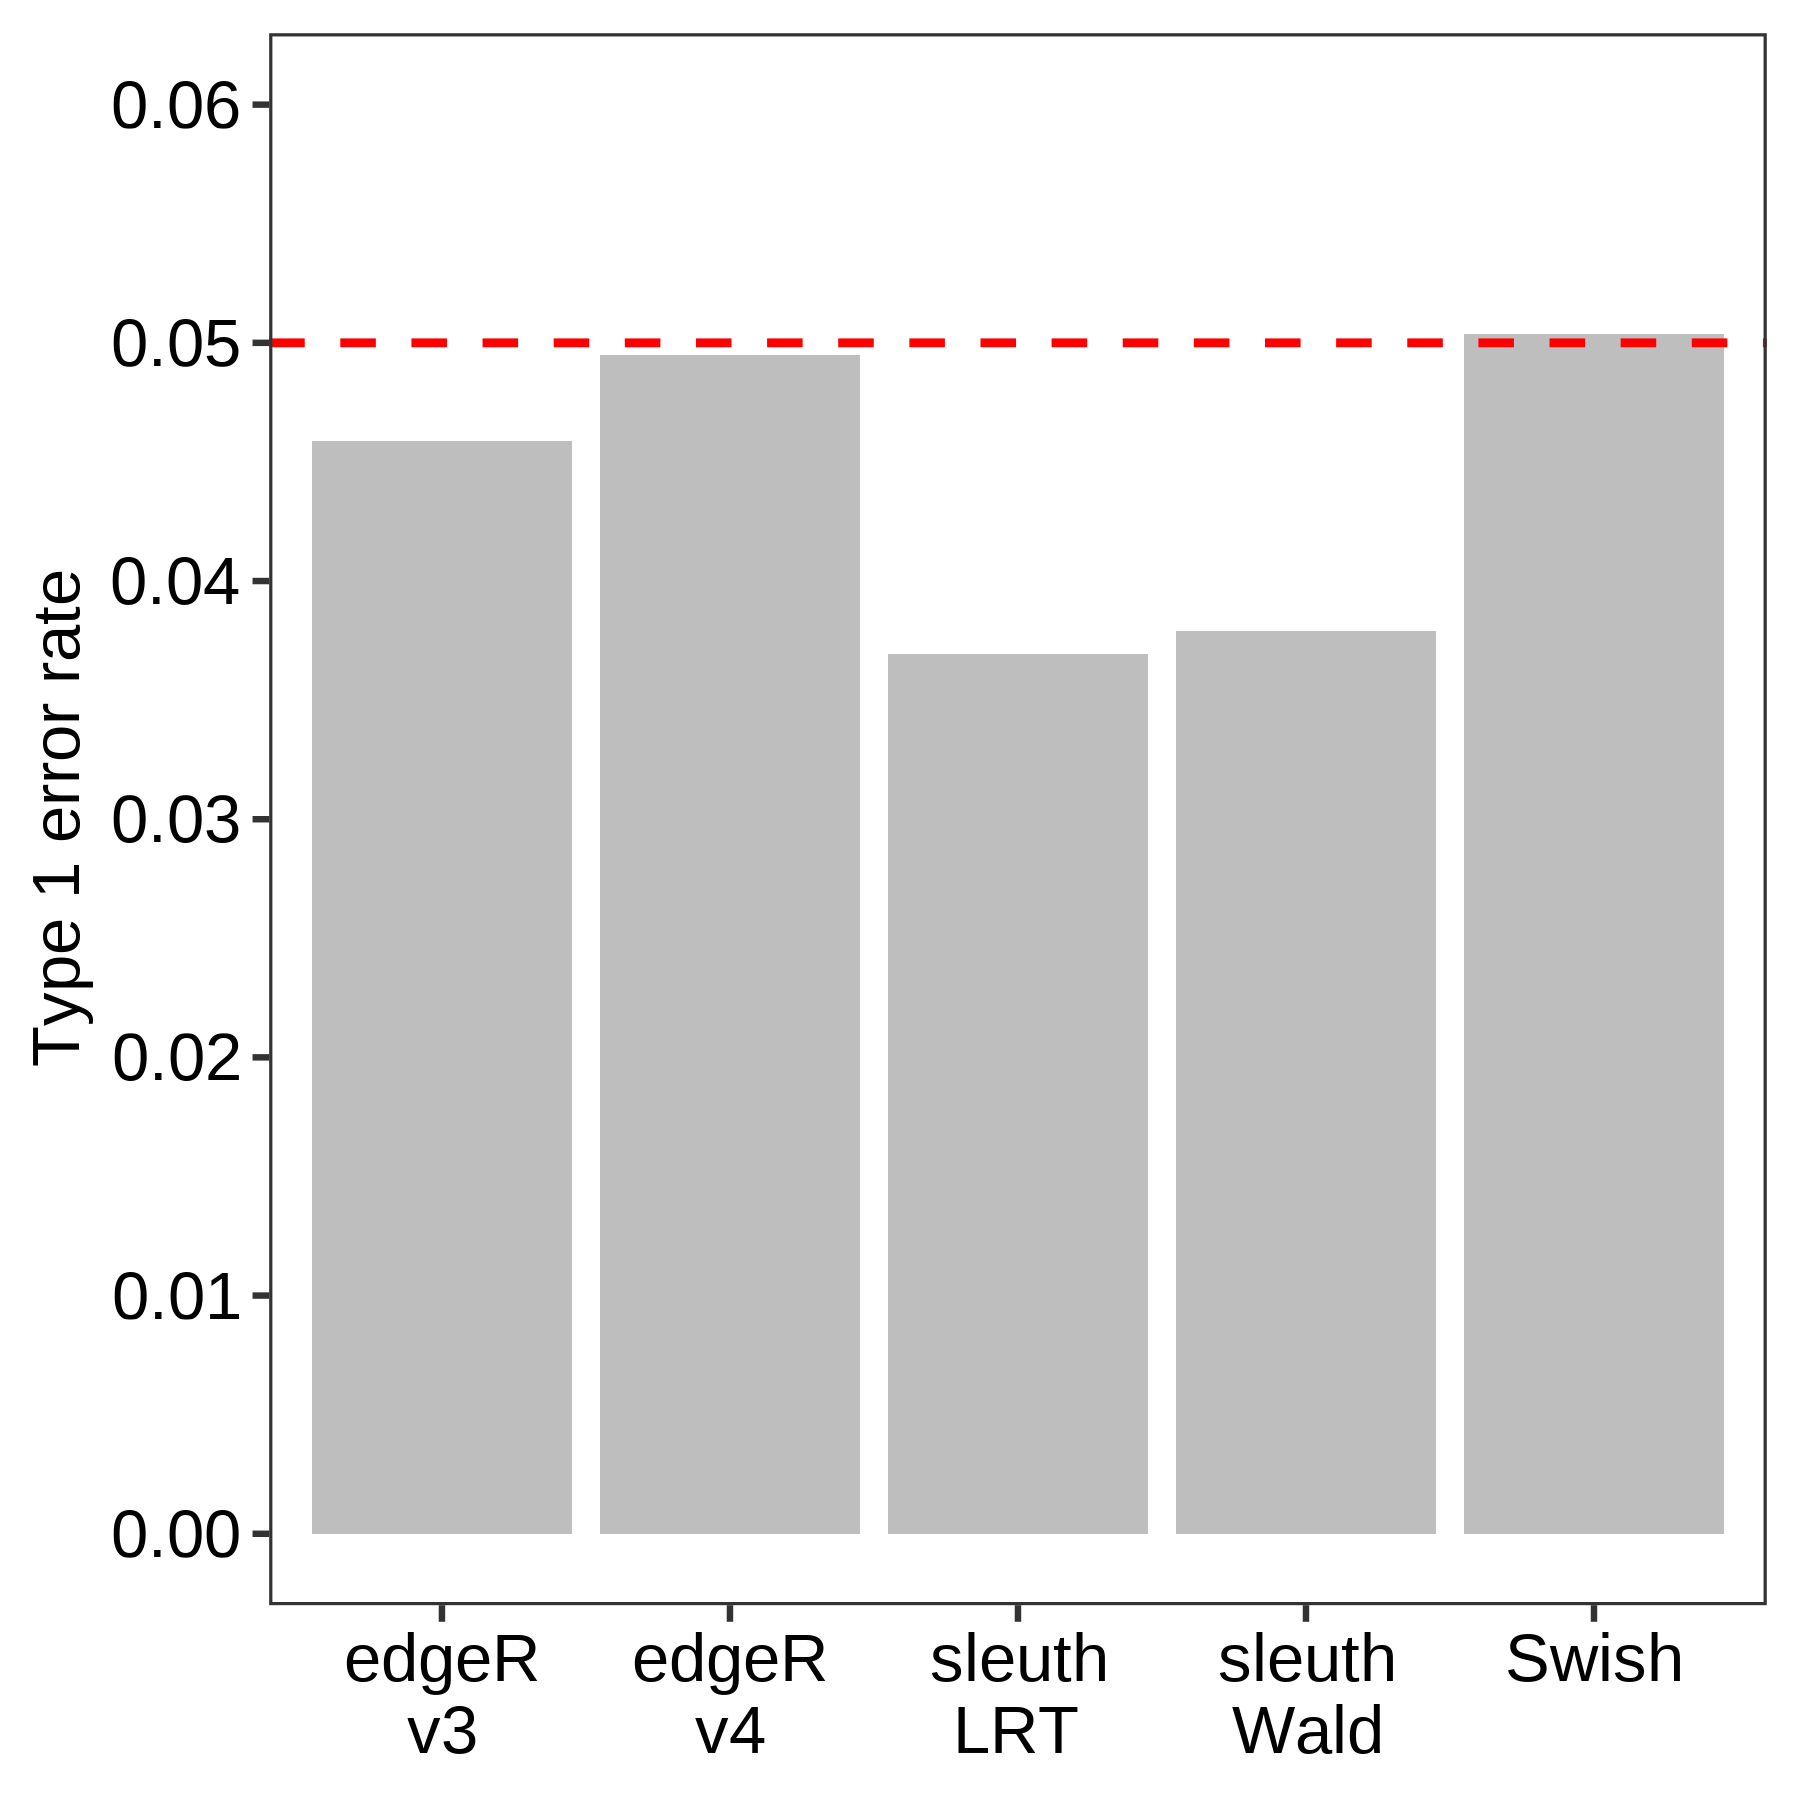 0.06
0.05
0.04
0.03
0.02
0.01
0.00
Type 1 error rate
edgeR v3
edgeR v4
sleuth LRT
sleuth Wald
Swish